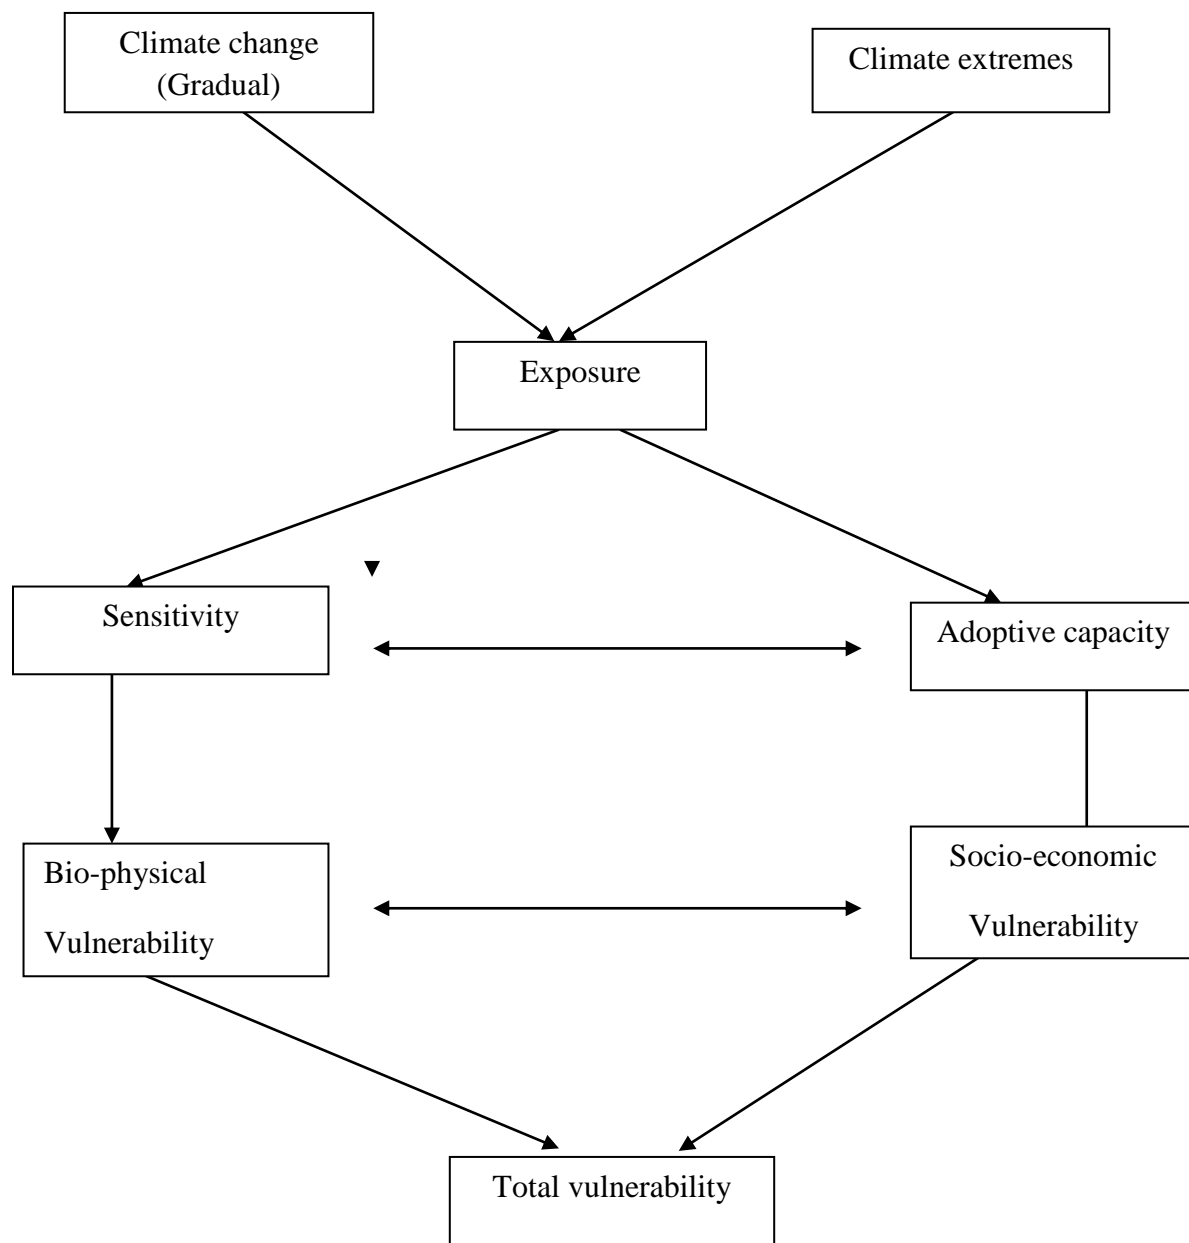 Climate change
(Gradual)
Climate extremes
Exposure
Sensitivity
Adoptive capacity
Bio-physical
Vulnerability
Socio-economic
Vulnerability
Total vulnerability